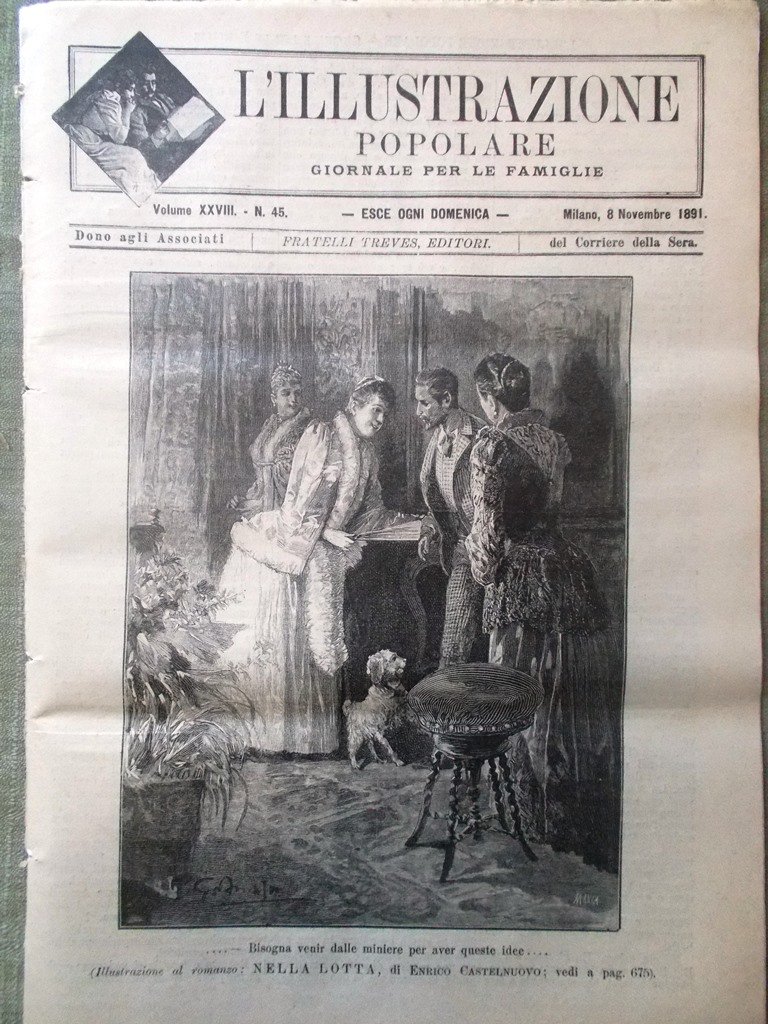 L'ILLUSTRAZIONE
POPOLARE
GIORNALE PER LE FAMIGLIE
Volume XXVIII. - N. 45. — ESCE OGNI DOMENICA — Milano, 8 Novembre 1891.
Dono agli Associati FRATELLI TREVES, EDITORI. del Corriere della Sera.
....— Bisogna venir dalle miniere per aver queste idee....
(Illustrazione al romanzo: NELLA LOTTA, di ENRICO CASTELNUOVO; vedi a pag. 675).